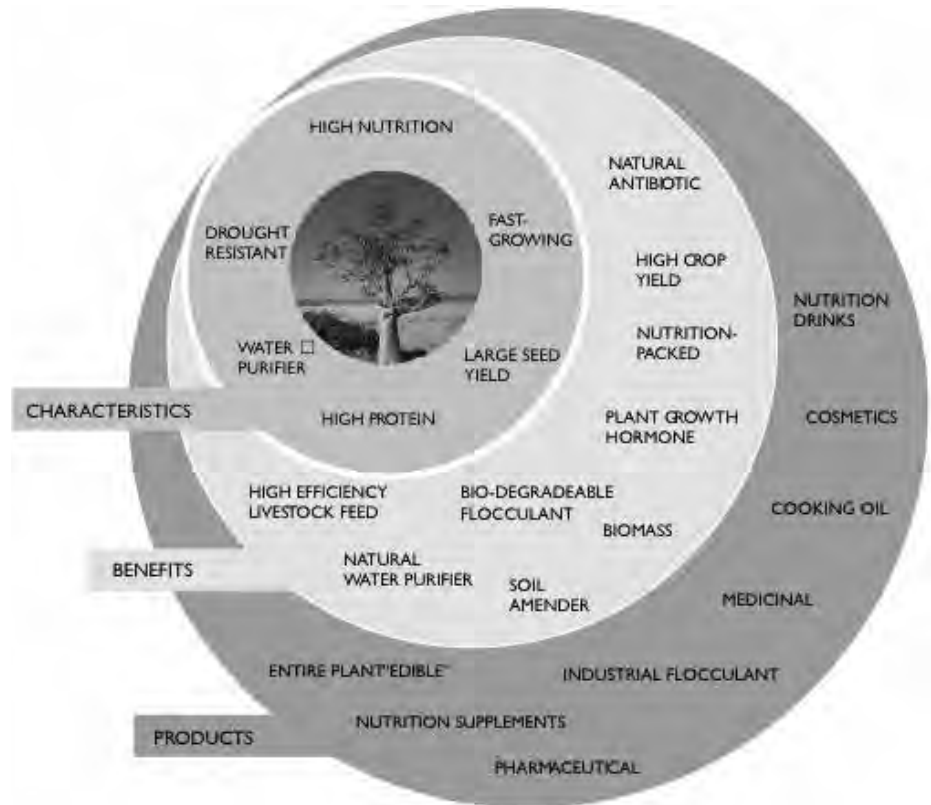 HIGH NUTRITION
DROUGHT
RESISTANT
FAST-
GROWING
WATER □
PURIFIER
LARGE SEED
YIELD
HIGH PROTEIN
CHARACTERISTICS
NATURAL
ANTIBIOTIC
HIGH CROP
YIELD
NUTRITION-
PACKED
PLANT GROWTH
HORMONE
HIGH EFFICIENCY
LIVESTOCK FEED
BIO-DEGRADEABLE
FLOCCULANT
BIOMASS
NATURAL
WATER PURIFIER
SOIL
AMENDER
BENEFITS
NUTRITION
DRINKS
COSMETICS
COOKING OIL
MEDICINAL
ENTIRE PLANT"EDIBLE"
INDUSTRIAL FLOCCULANT
NUTRITION SUPPLEMENTS
PHARMACEUTICAL
PRODUCTS